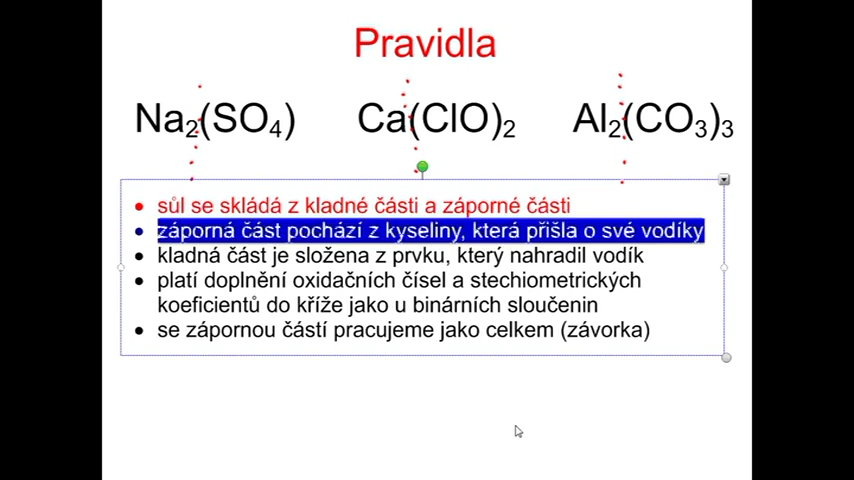 Pravidla
Na₂(SO₄) Ca(ClO)₂ Al₂(CO₃)₃
• sůl se skládá z kladné části a záporné části
• záporná část pochází z kyseliny, která přišla o své vodíky
• kladná část je složena z prvku, který nahradil vodík
• platí doplnění oxidačních čísel a stechiometrických
koeficientů do kříže jako u binárních sloučenin
• se zápornou částí pracujeme jako celkem (závorka)